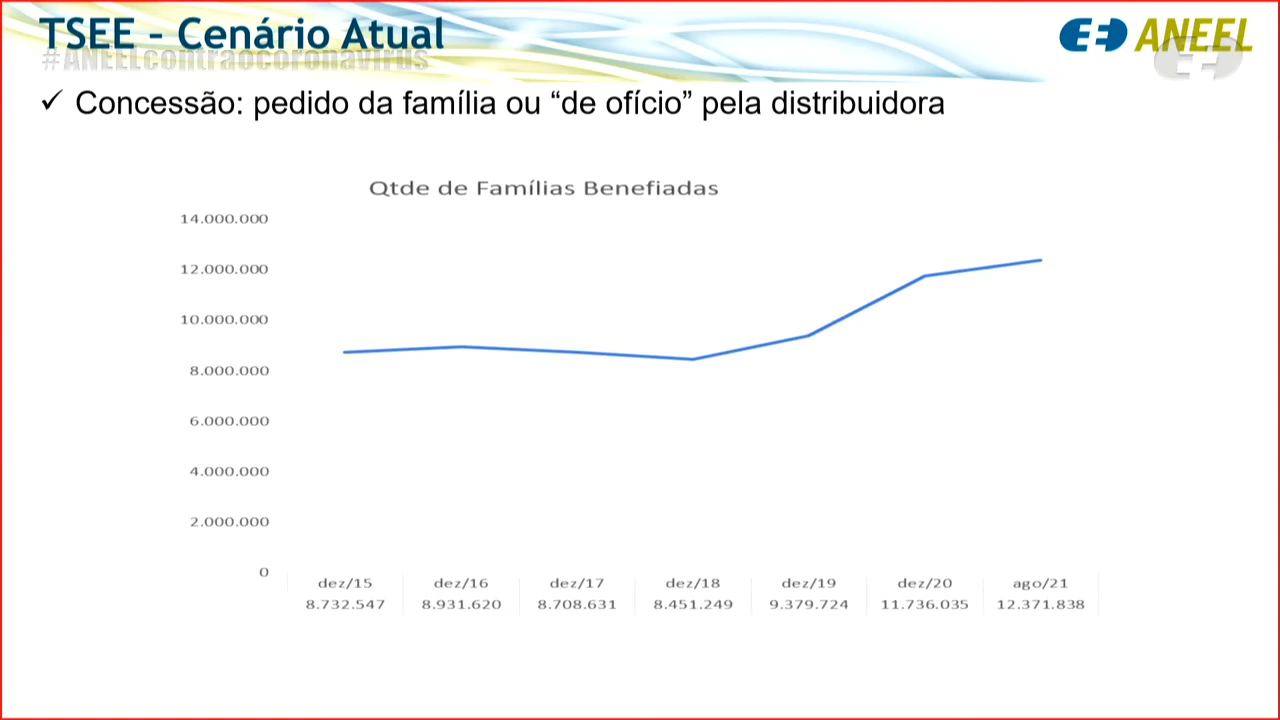 TSEE – Cenário Atual
#ANEELcontraocoronavirus
ANEEL
✓ Concessão: pedido da família ou “de ofício” pela distribuidora
Qtde de Famílias Benefiadas
14.000.000
12.000.000
10.000.000
8.000.000
6.000.000
4.000.000
2.000.000
0
dez/15 dez/16 dez/17 dez/18 dez/19 dez/20 ago/21
8.732.547 8.931.620 8.708.631 8.451.249 9.379.724 11.736.035 12.371.838